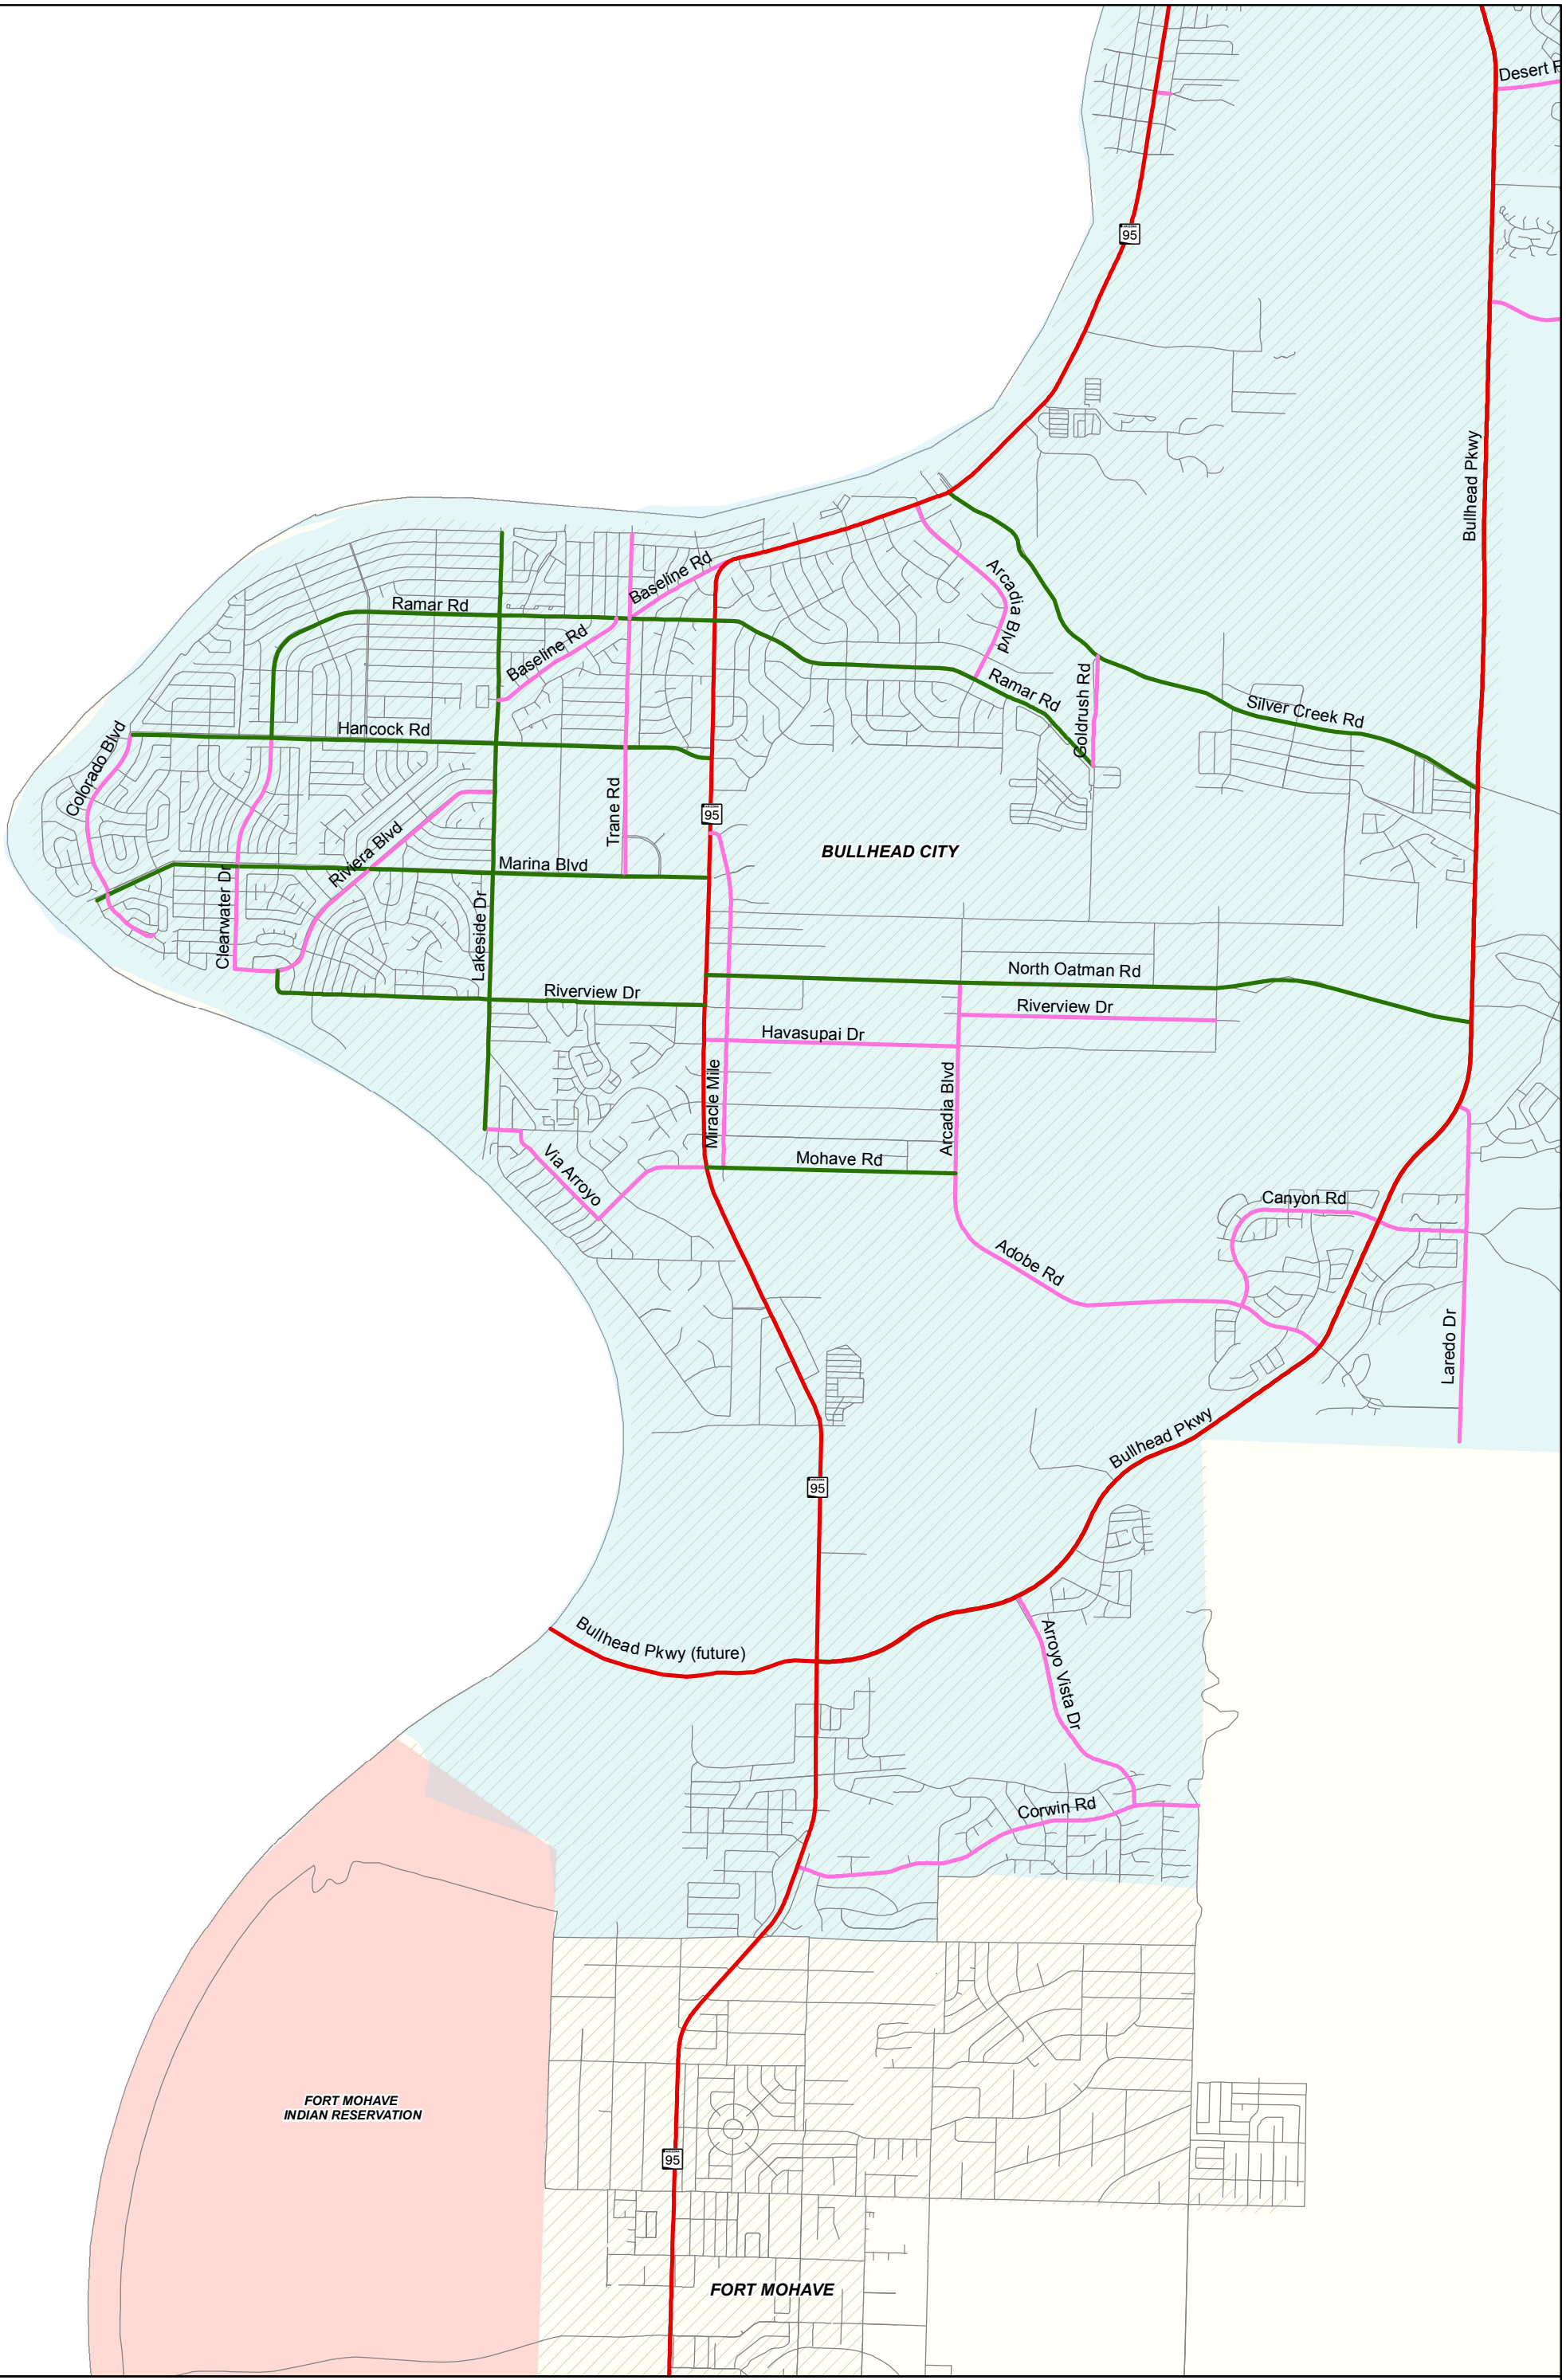 Desert
95
Bullhead Pkwy
Baseline Rd
Arcadia Blvd
Ramar Rd
Baseline Rd
Ramar Rd
Goldrush Rd
Silver Creek Rd
Hancock Rd
Colorado Blvd
Trane Rd
95
Riviera Blvd
BULLHEAD CITY
Marina Blvd
Clearwater Dr
Lakeside Dr
North Oatman Rd
Riverview Dr
Riverview Dr
Havasupai Dr
Miracle Mile
Arcadia Blvd
Mohave Rd
Via Arroyo
Canyon Rd
Adobe Rd
Laredo Dr
Bullhead Pkwy
95
Bullhead Pkwy (future)
Arroyo Vista Dr
Corwin Rd
FORT MOHAVE
INDIAN RESERVATION
95
FORT MOHAVE